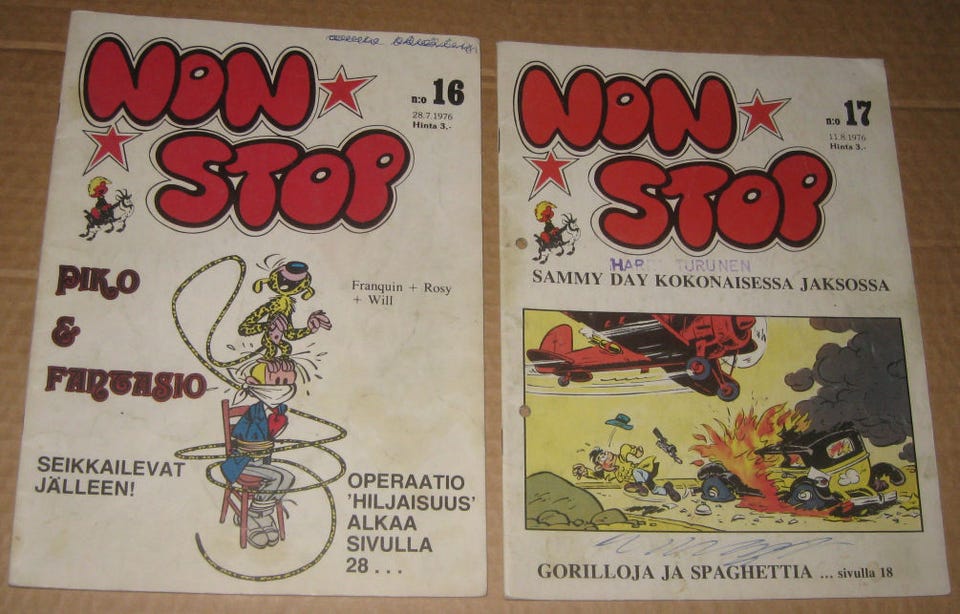 NON
STOP
n:o 16
28.7.1976
Hinta 3.-
PIKO
&
FANTASIO
Franquin + Rosy
+ Will
SEIKKAILEVAT
JÄLLEEN!
OPERAATIO
'HILJAISUUS'
ALKAA
SIVULLA
28 . . .
NON
STOP
n:o 17
11.8.1976
Hinta 3.-
TURUNEN
SAMMY DAY KOKONAISESSA JAKSOSSA
GORILLOJA JA SPAGHETTIA ... sivulla 18